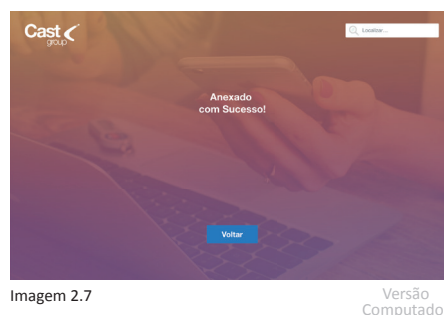 Cast
group
Localizar...
Anexado
com Sucesso!
Voltar
Imagem 2.7
Versão
Computado